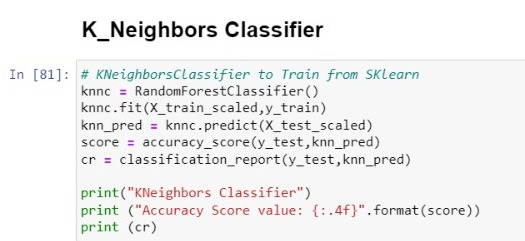 K_Neighbors Classifier
In [81]: # KNeighborsClassifier to Train from SKlearn
knnc = RandomForestClassifier()
knnc.fit(X_train_scaled,y_train)
knn_pred = knnc.predict(X_test_scaled)
score = accuracy_score(y_test,knn_pred)
cr = classification_report(y_test,knn_pred)
print("KNeighbors Classifier")
print ("Accuracy Score value: {:.4f}".format(score))
print (cr)